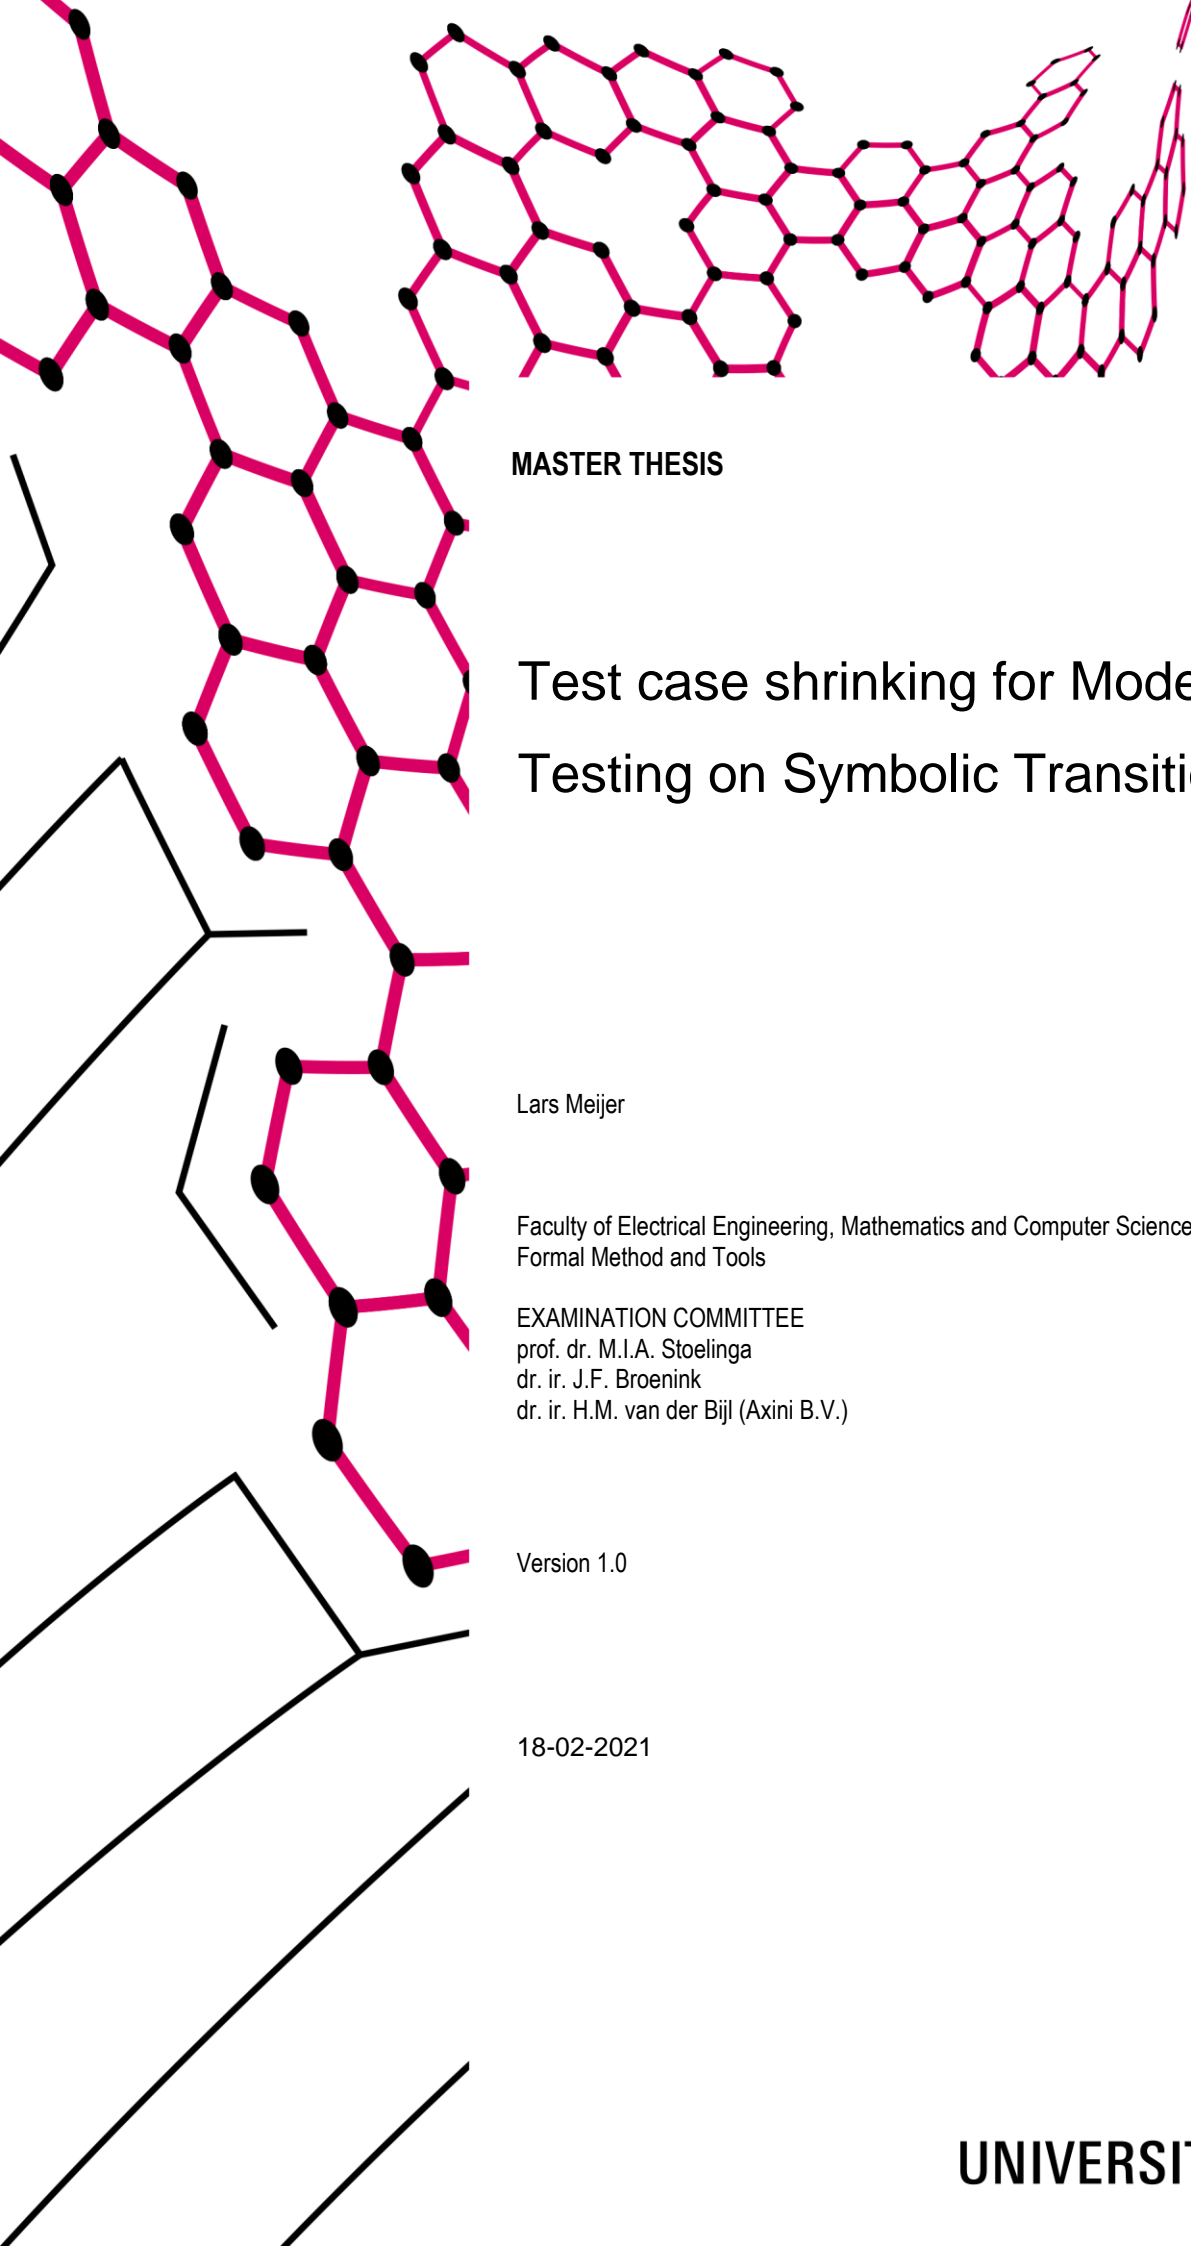 MASTER THESIS
Test case shrinking for Mode
Testing on Symbolic Transiti
Lars Meijer
Faculty of Electrical Engineering, Mathematics and Computer Science
Formal Method and Tools
EXAMINATION COMMITTEE
prof. dr. M.I.A. Stoelinga
dr. ir. J.F. Broenink
dr. ir. H.M. van der Bijl (Axini B.V.)
Version 1.0
18-02-2021
UNIVERSIT